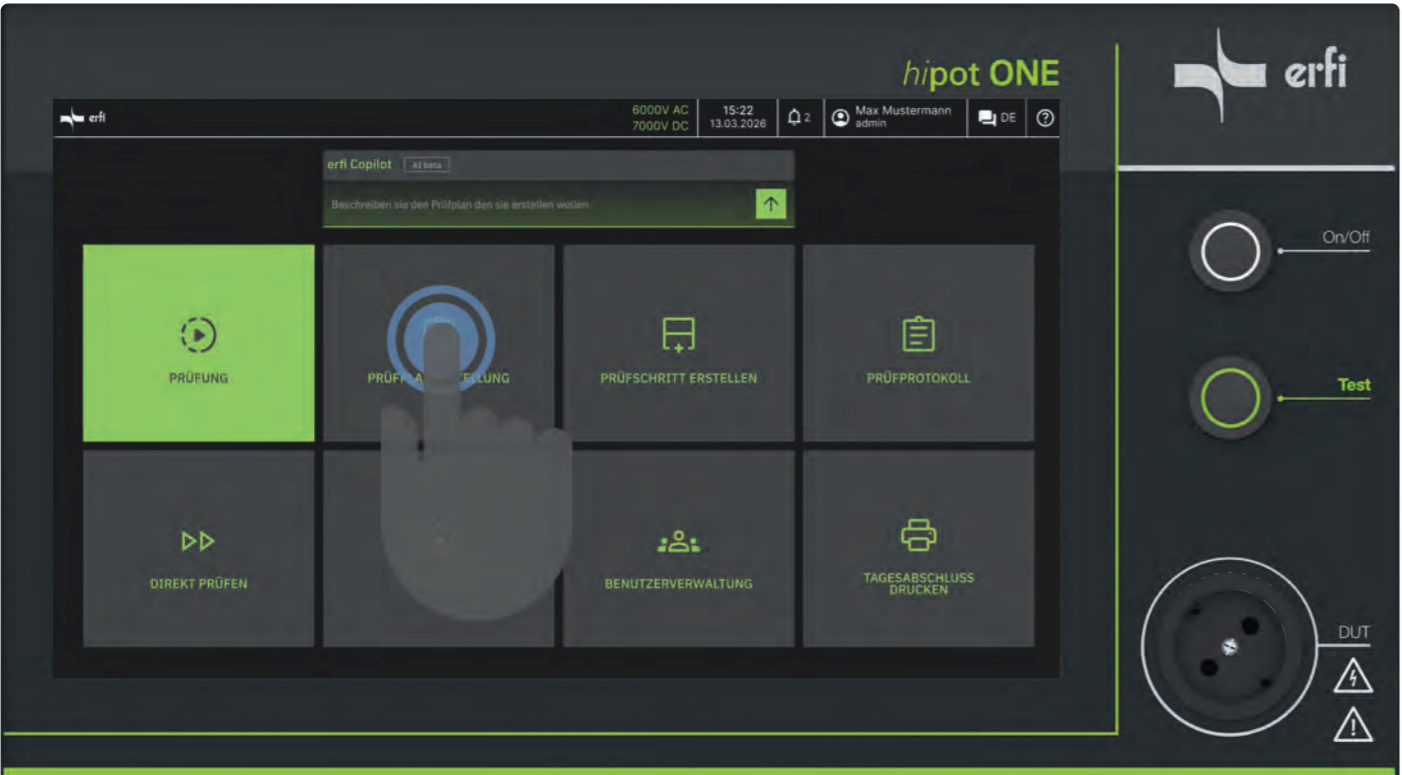 hipot ONE
erfi
erfi
6000V AC
7000V DC
15:22
13.03.2026
2
Max Mustermann
admin
DE
?
erfi Copilot
AI beta
Beschreiben sie den Prüfplan den sie erstellen wollen
PRÜFUNG
PRÜFSCHRITT ERSTELLEN
PRÜFPROTOKOLL
DIREKT PRÜFEN
BENUTZERVERWALTUNG
TAGESABSCHLUSS
DRUCKEN
On/Off
Test
DUT